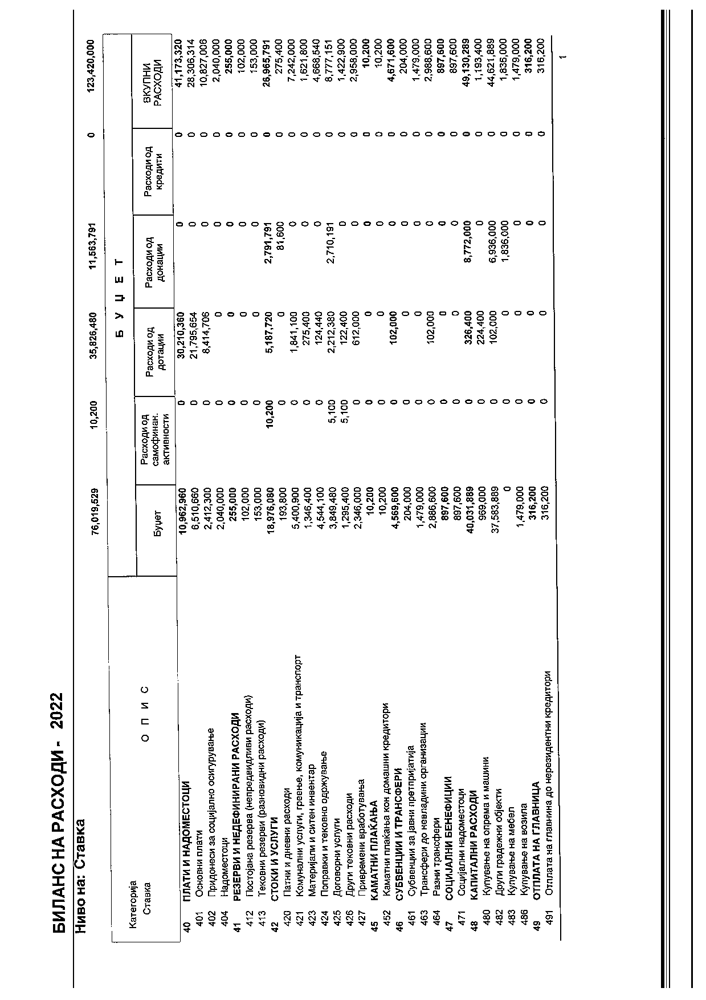 БИЛАНС НА РАСХОДИ - 2022
Ниво на: Ставка
76,019,529 10,200 35,826,480 11,563,791 0 123,420,000
Категорија Ставка О П И С Б У Џ Е Т
Буџет Расходи од самофинан. активности Расходи од дотации Расходи од донации Расходи од кредити ВКУПНИ РАСХОДИ
40 ПЛАТИ И НАДОМЕСТОЦИ 10,962,960 0 30,210,360 0 0 41,173,320
401 Основни плати 6,510,660 0 21,795,654 0 0 28,306,314
402 Придонеси за социјално осигурување 2,412,300 0 8,414,706 0 0 10,827,006
404 Надоместоци 2,040,000 0 0 0 0 2,040,000
41 РЕЗЕРВИ И НЕДЕФИНИРАНИ РАСХОДИ 255,000 0 0 0 0 255,000
412 Постојана резерва (непредвидливи расходи) 102,000 0 0 0 0 102,000
413 Тековни резерви (разновидни расходи) 153,000 0 0 0 0 153,000
42 СТОКИ И УСЛУГИ 18,976,080 10,200 5,187,720 2,791,791 0 26,965,791
420 Патни и дневни расходи 193,800 0 0 81,600 0 275,400
421 Комунални услуги, греење, комуникација и транспорт 5,400,900 0 1,841,100 0 0 7,242,000
423 Материјали и ситен инвентар 1,346,400 0 275,400 0 0 1,621,800
424 Поправки и тековно одржување 4,544,100 0 124,440 0 0 4,668,540
425 Договорни услуги 3,849,480 5,100 2,212,380 2,710,191 0 8,777,151
426 Други тековни расходи 1,295,400 5,100 122,400 0 0 1,422,900
427 Привремени вработувања 2,346,000 0 612,000 0 0 2,958,000
45 КАМАТНИ ПЛАЌАЊА 10,200 0 0 0 0 10,200
452 Каматни плаќања кон домашни кредитори 10,200 0 0 0 0 10,200
46 СУБВЕНЦИИ И ТРАНСФЕРИ 4,569,600 0 102,000 0 0 4,671,600
461 Субвенции за јавни претпријатија 204,000 0 0 0 0 204,000
463 Трансфери до невладини организации 1,479,000 0 0 0 0 1,479,000
464 Разни трансфери 2,886,600 0 102,000 0 0 2,988,600
47 СОЦИЈАЛНИ БЕНЕФИЦИИ 897,600 0 0 0 0 897,600
471 Социјални надоместоци 897,600 0 0 0 0 897,600
48 КАПИТАЛНИ РАСХОДИ 40,031,889 0 326,400 8,772,000 0 49,130,289
480 Купување на опрема и машини 969,000 0 224,400 0 0 1,193,400
482 Други градежни објекти 37,583,889 0 102,000 6,936,000 0 44,621,889
483 Купување на мебел 0 0 0 1,836,000 0 1,836,000
486 Купување на возила 1,479,000 0 0 0 0 1,479,000
49 ОТПЛАТА НА ГЛАВНИЦА 316,200 0 0 0 0 316,200
491 Отплата на главнина до нерезидентни кредитори 316,200 0 0 0 0 316,200
1